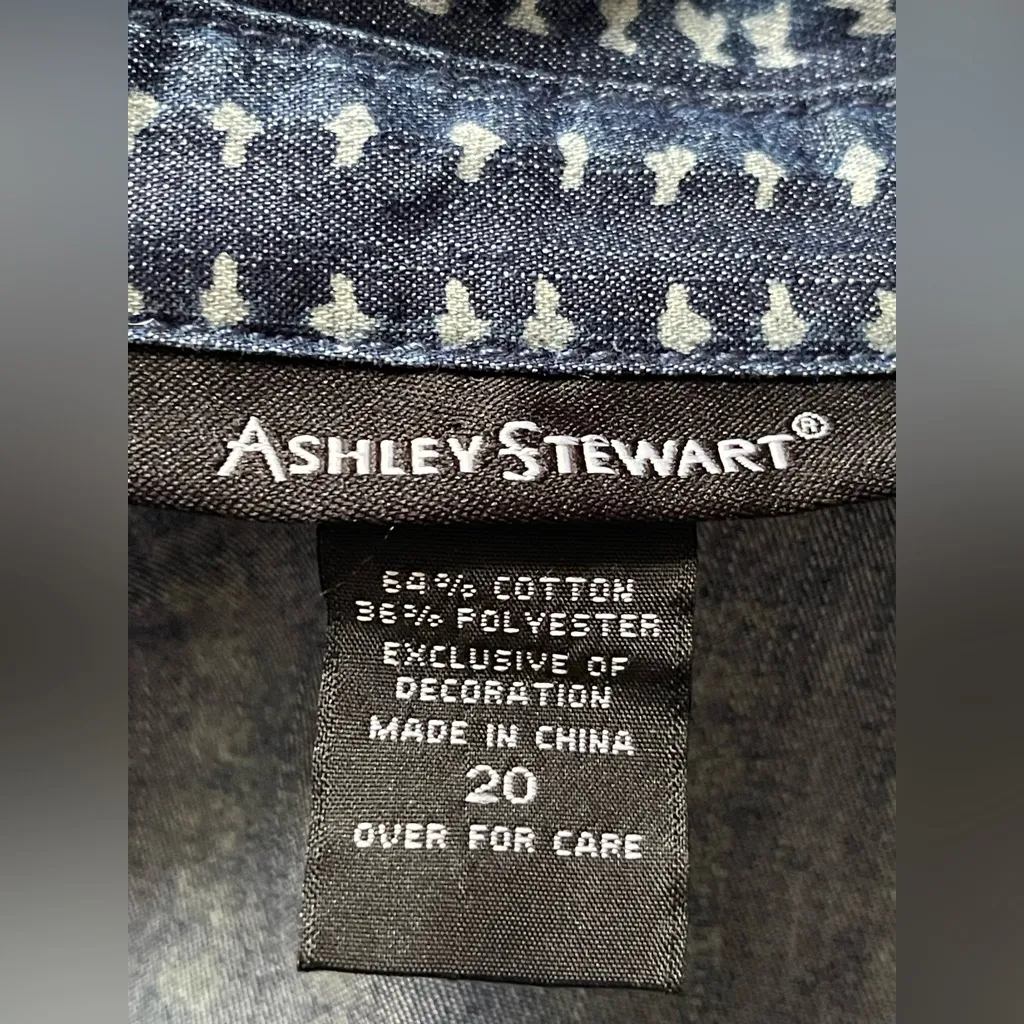 ASHLEY STEWART®
64% COTTON
36% POLYESTER
EXCLUSIVE OF
DECORATION
MADE IN CHINA
20
OVER FOR CARE